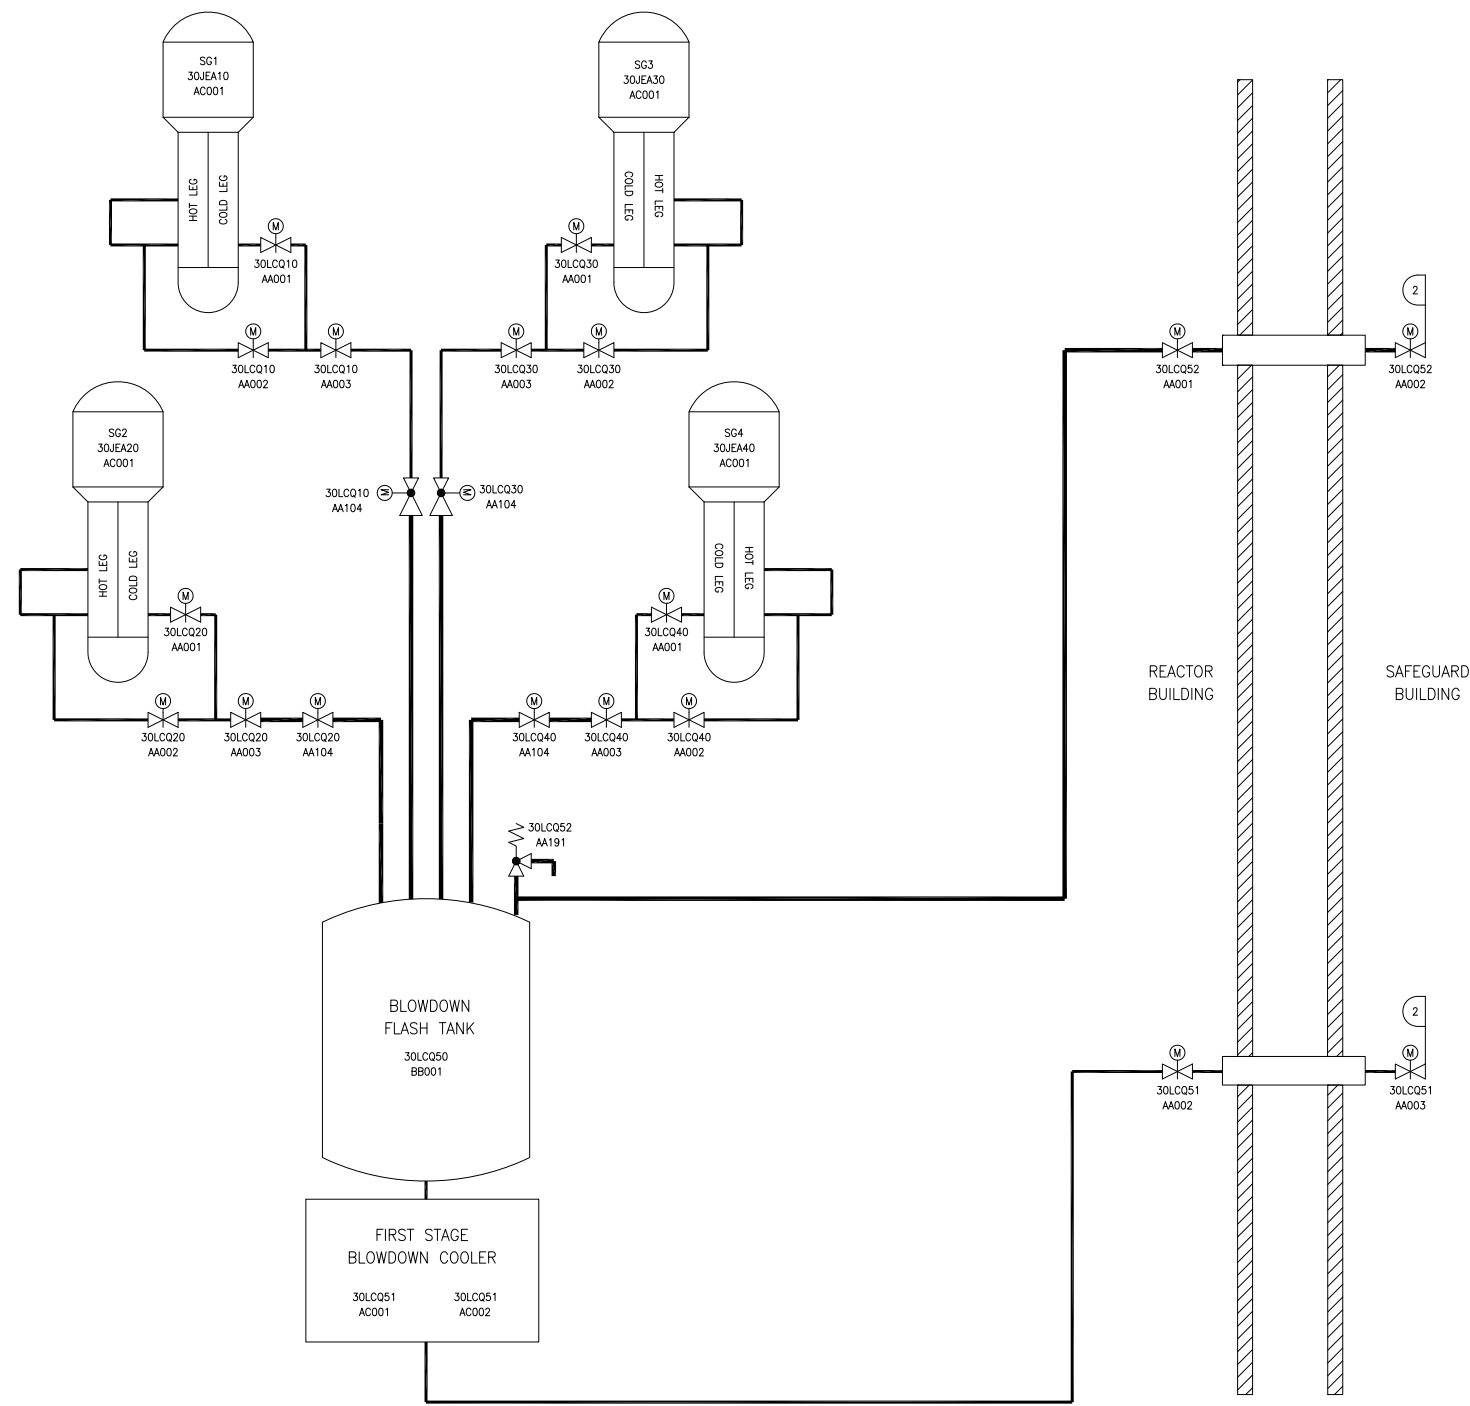 SG1
30JEA10
AC001
SG3
30JEA30
AC001
HOT LEG
COLD LEG
COLD LEG
HOT LEG
M
30LCQ10
AA001
M
30LCQ30
AA001
2
M
30LCQ10
AA002
M
30LCQ10
AA003
M
30LCQ30
AA003
M
30LCQ30
AA002
M
30LCQ52
AA001
M
30LCQ52
AA002
SG2
30JEA20
AC001
SG4
30JEA40
AC001
30LCQ10
AA104
M
M
30LCQ30
AA104
HOT LEG
COLD LEG
COLD LEG
HOT LEG
M
30LCQ20
AA001
M
30LCQ40
AA001
REACTOR
BUILDING
SAFEGUARD
BUILDING
M
30LCQ20
AA002
M
30LCQ20
AA003
M
30LCQ20
AA104
M
30LCQ40
AA104
M
30LCQ40
AA003
M
30LCQ40
AA002
30LCQ52
AA191
BLOWDOWN
FLASH TANK
30LCQ50
BB001
2
M
30LCQ51
AA002
M
30LCQ51
AA003
FIRST STAGE
BLOWDOWN COOLER
30LCQ51
AC001
30LCQ51
AC002